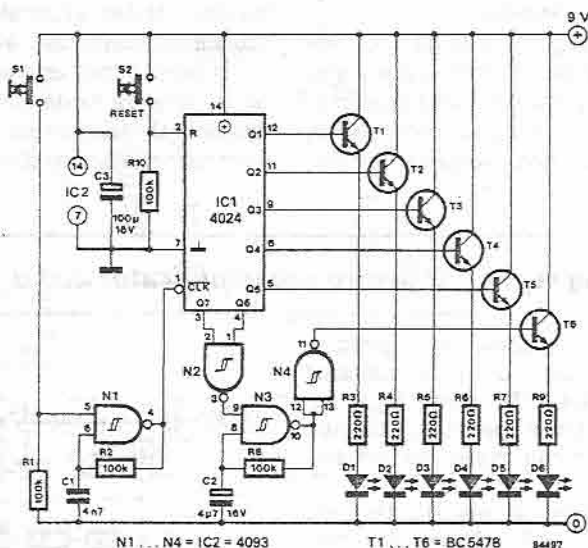 9 V
S1
S2
RESET
14
2
R
Q1
12
T1
14
IC2
7
C3
100µ
16V
R10
100k
IC1
4024
Q2
11
T2
Q3
9
T3
Q4
6
T4
Q5
5
T5
7
1
CLK
Q7
Q6
3
4
T6
2
1
N2
3
11
N4
12
13
N1
5
6
4
R2
100k
R1
100k
C1
4n7
9
8
N3
10
R8
100k
C2
4µ7
16V
R3
R4
R5
R6
R7
R9
220Ω
220Ω
220Ω
220Ω
220Ω
220Ω
D1
D2
D3
D4
D5
D6
0
N1 ... N4 = IC2 = 4093
T1 ... T6 = BC547B
84497